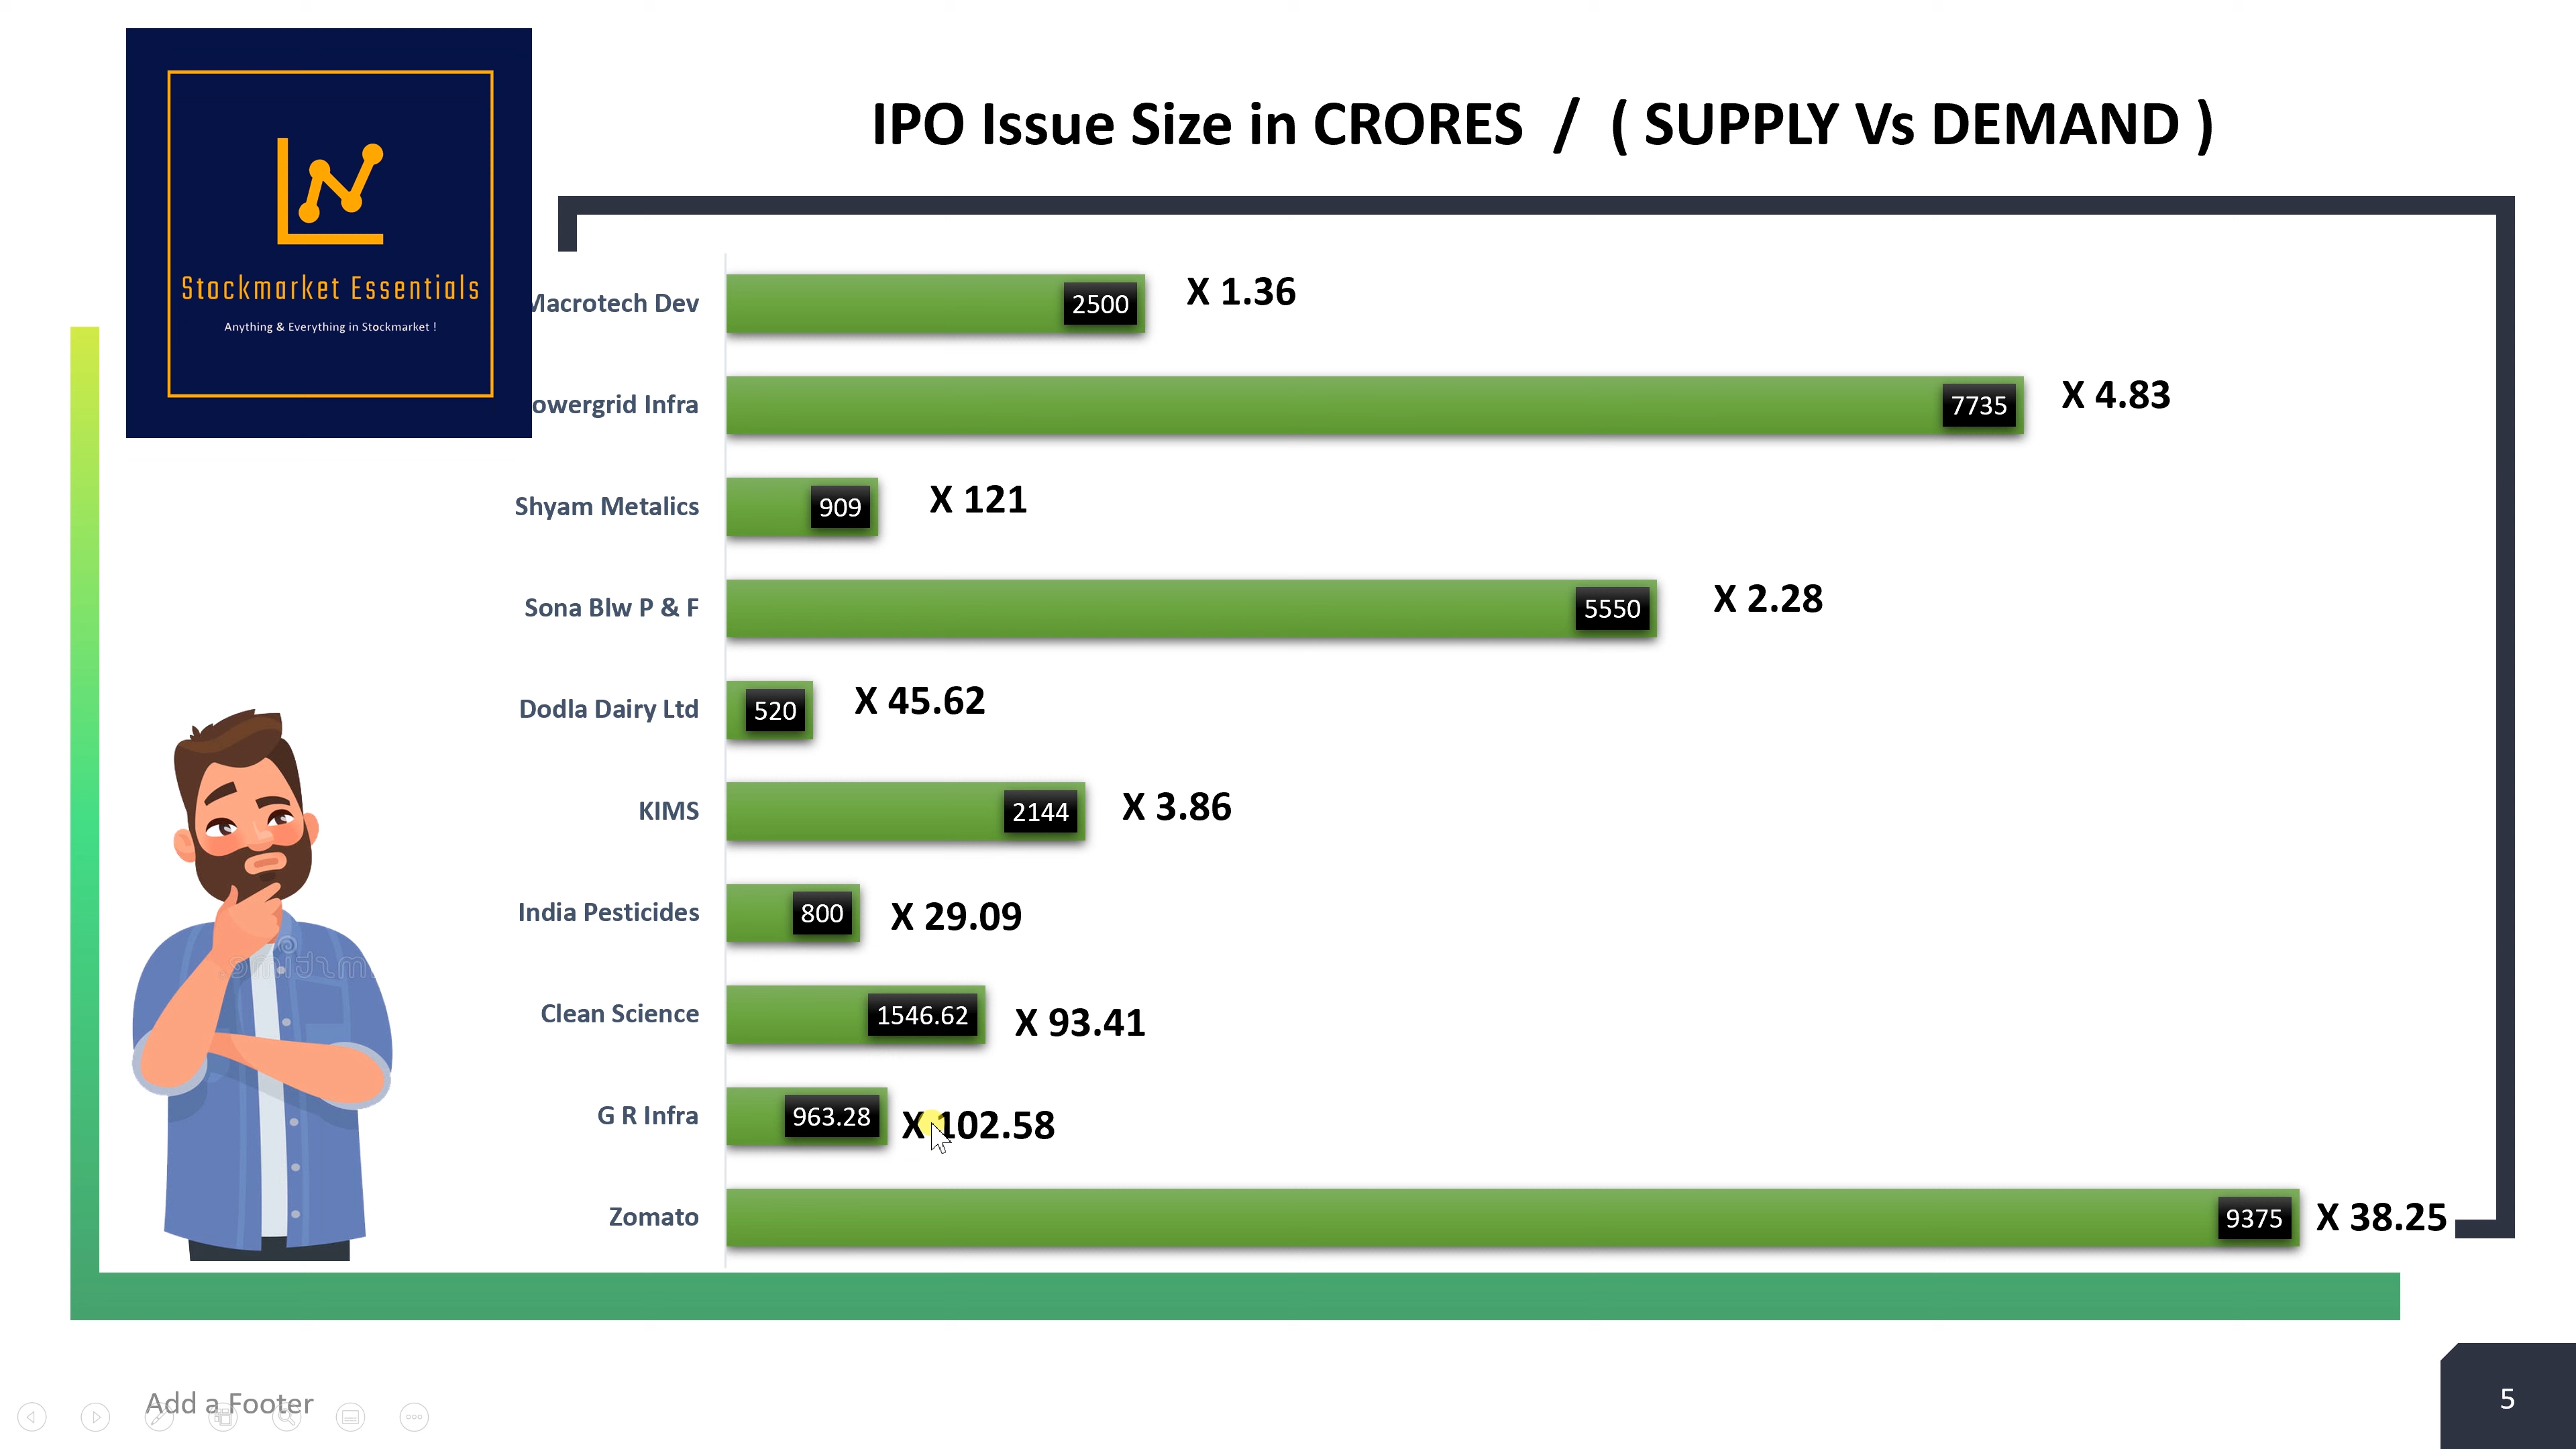 IPO Issue Size in CRORES / ( SUPPLY Vs DEMAND )
Stockmarket Essentials
Anything & Everything in Stockmarket !
Macrotech Dev 2500 X 1.36
owergrid Infra 7735 X 4.83
Shyam Metalics 909 X 121
Sona Blw P & F 5550 X 2.28
Dodla Dairy Ltd 520 X 45.62
KIMS 2144 X 3.86
India Pesticides 800 X 29.09
Clean Science 1546.62 X 93.41
G R Infra 963.28 X 102.58
Zomato 9375 X 38.25
Add a Footer
5